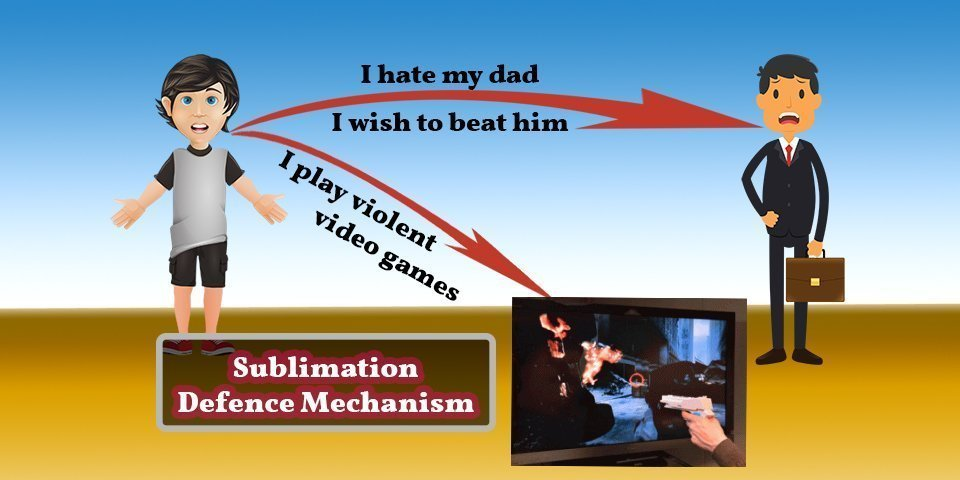 I hate my dad
I wish to beat him
I play violent
video games
Sublimation
Defence Mechanism